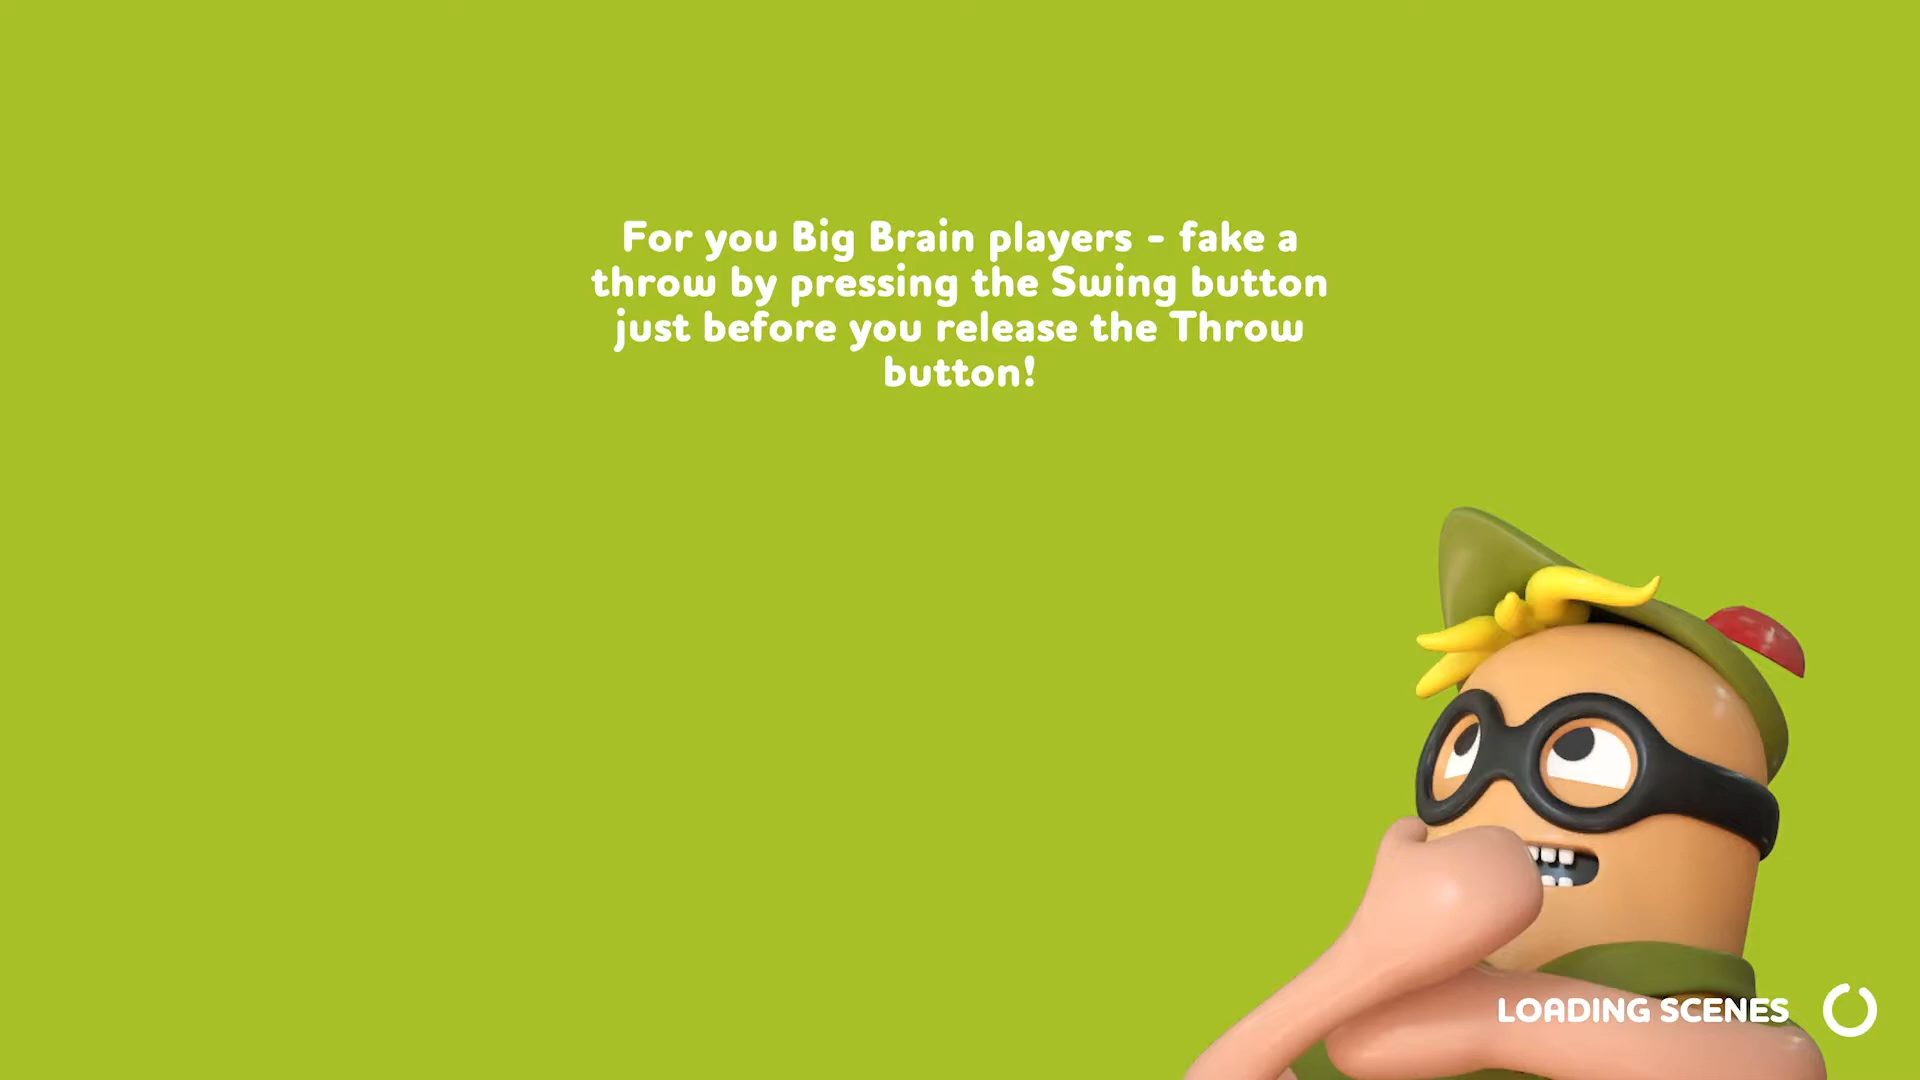 For you Big Brain players - fake a
throw by pressing the Swing button
just before you release the Throw
button!
LOADING SCENES